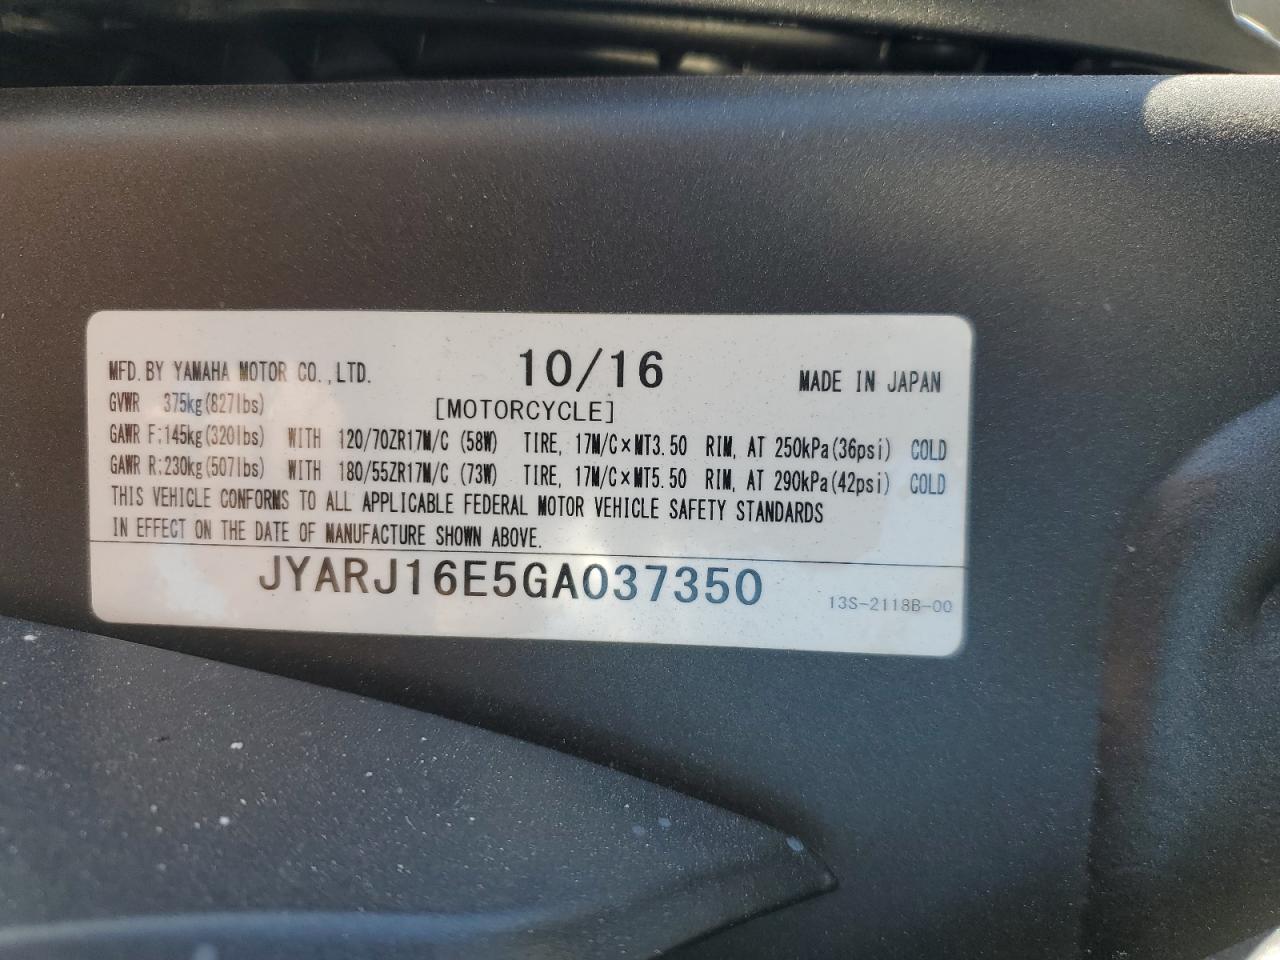 MFD. BY YAMAHA MOTOR CO.,LTD. 10/16 MADE IN JAPAN
GVWR 375kg(827lbs) [MOTORCYCLE]
GAWR F:145kg(320lbs) WITH 120/70ZR17M/C (58W) TIRE, 17M/C×MT3.50 RIM, AT 250kPa(36psi) COLD
GAWR R:230kg(507lbs) WITH 180/55ZR17M/C (73W) TIRE, 17M/C×MT5.50 RIM, AT 290kPa(42psi) COLD
THIS VEHICLE CONFORMS TO ALL APPLICABLE FEDERAL MOTOR VEHICLE SAFETY STANDARDS
IN EFFECT ON THE DATE OF MANUFACTURE SHOWN ABOVE.
JYARJ16E5GA037350 13S-2118B-00